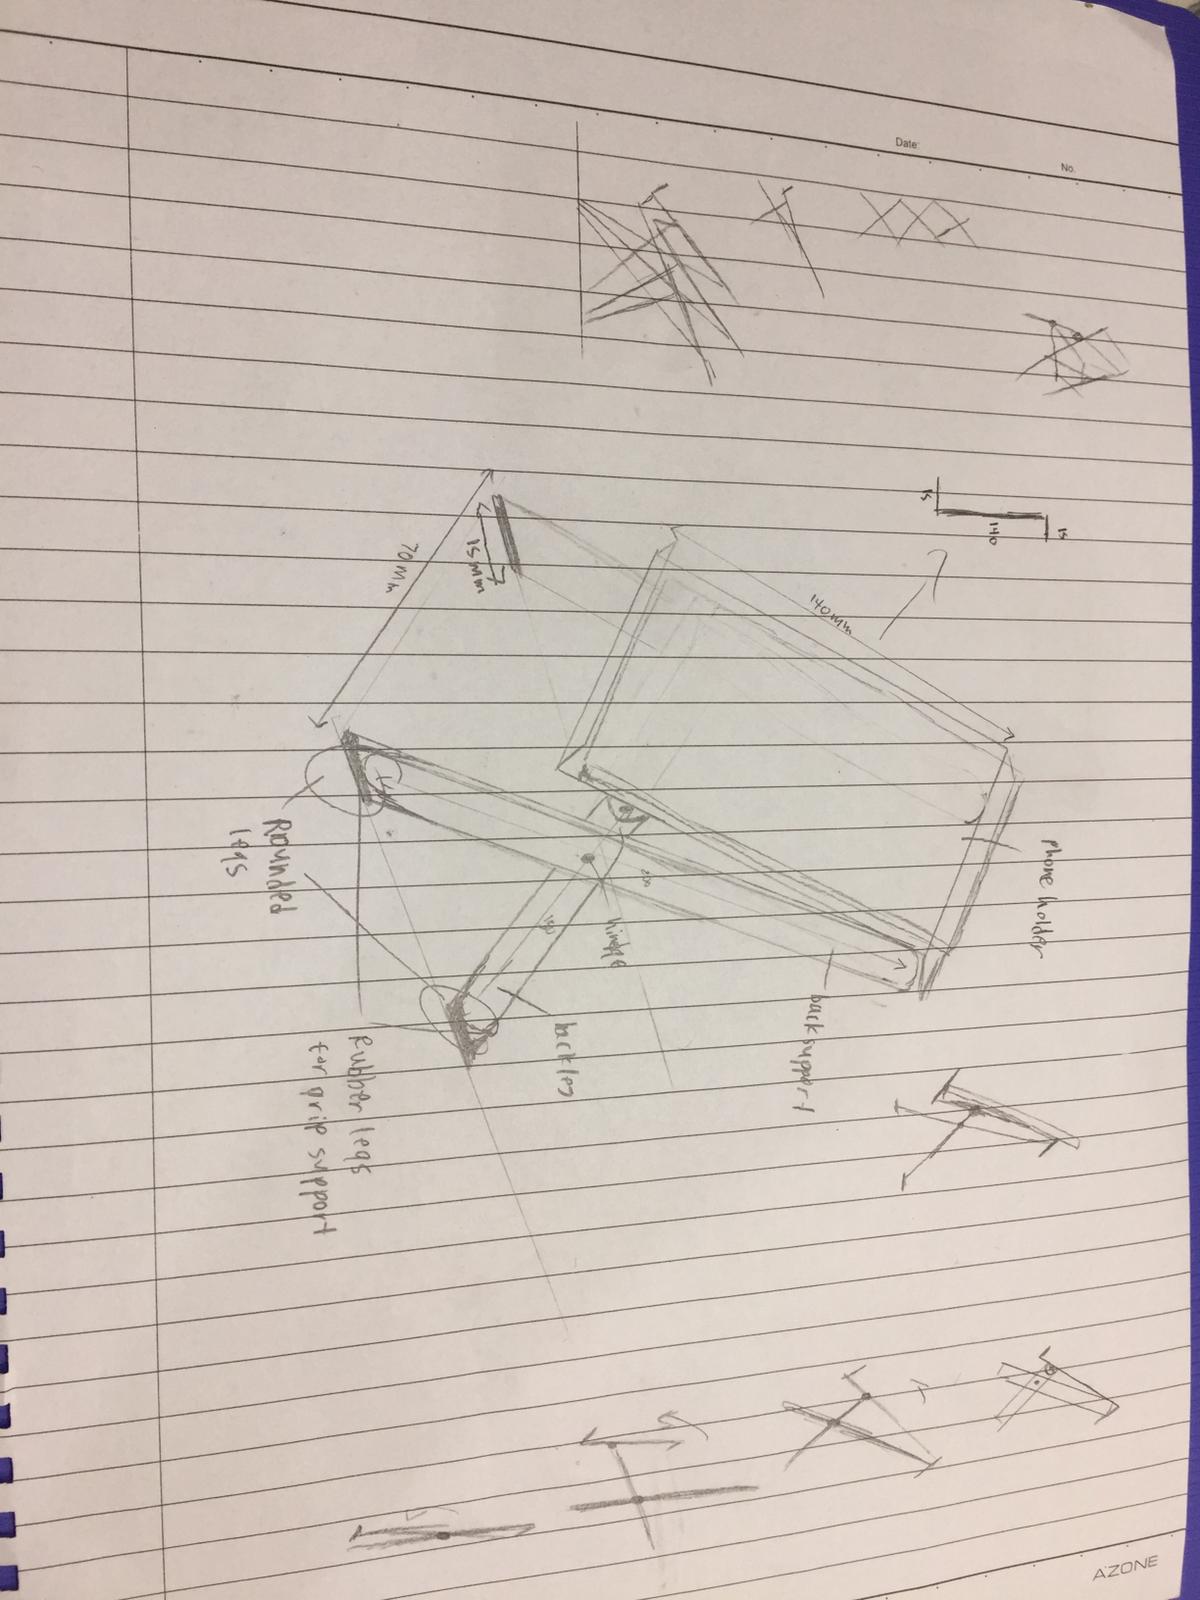 AZONE
No.
Date:
15
140
15
phone holder
140mm
back support
200
hindge
150
back leg
15mm
70mm
Rubber legs
for grip support
Rounded
legs